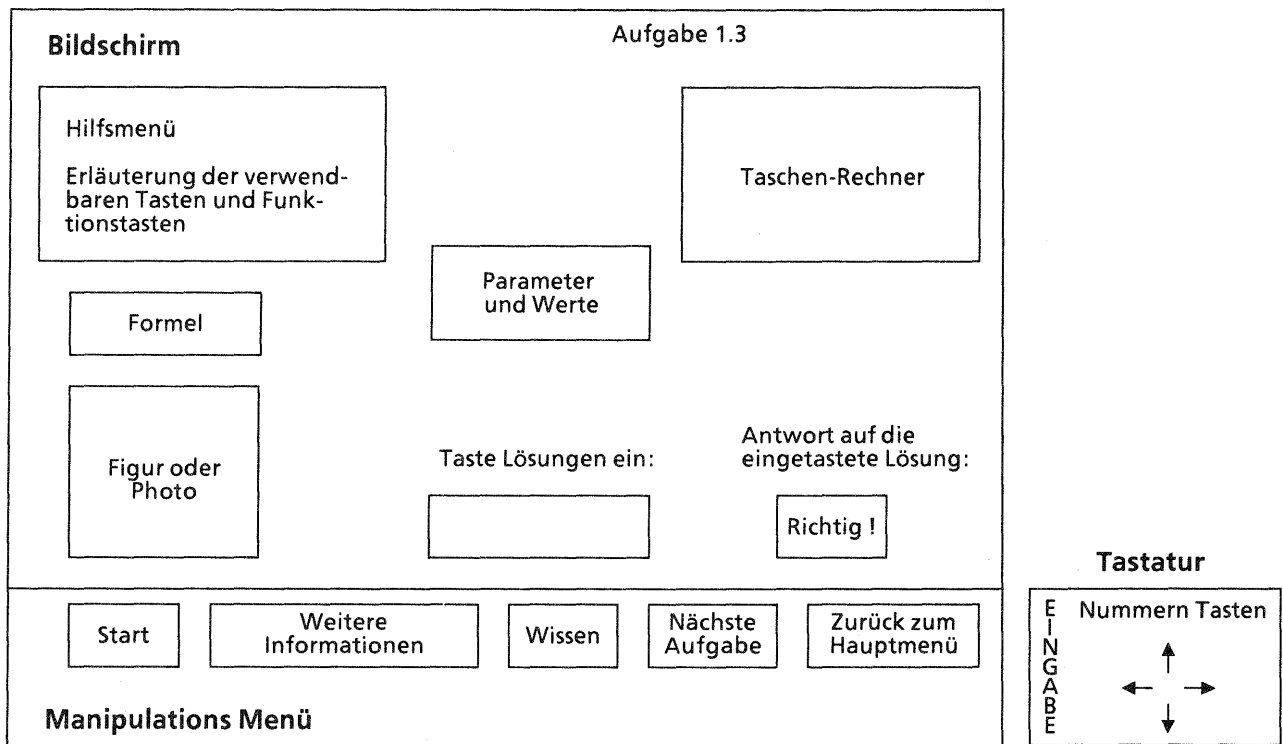 Bildschirm
Aufgabe 1.3
Hilfsmenü
Erläuterung der verwend-
baren Tasten und Funk-
tionstasten
Taschen-Rechner
Parameter
und Werte
Formel
Figur oder
Photo
Taste Lösungen ein:
Antwort auf die
eingetastete Lösung:
Richtig !
Start
Weitere
Informationen
Wissen
Nächste
Aufgabe
Zurück zum
Hauptmenü
Manipulations Menü
Tastatur
EINGABE
Nummern Tasten